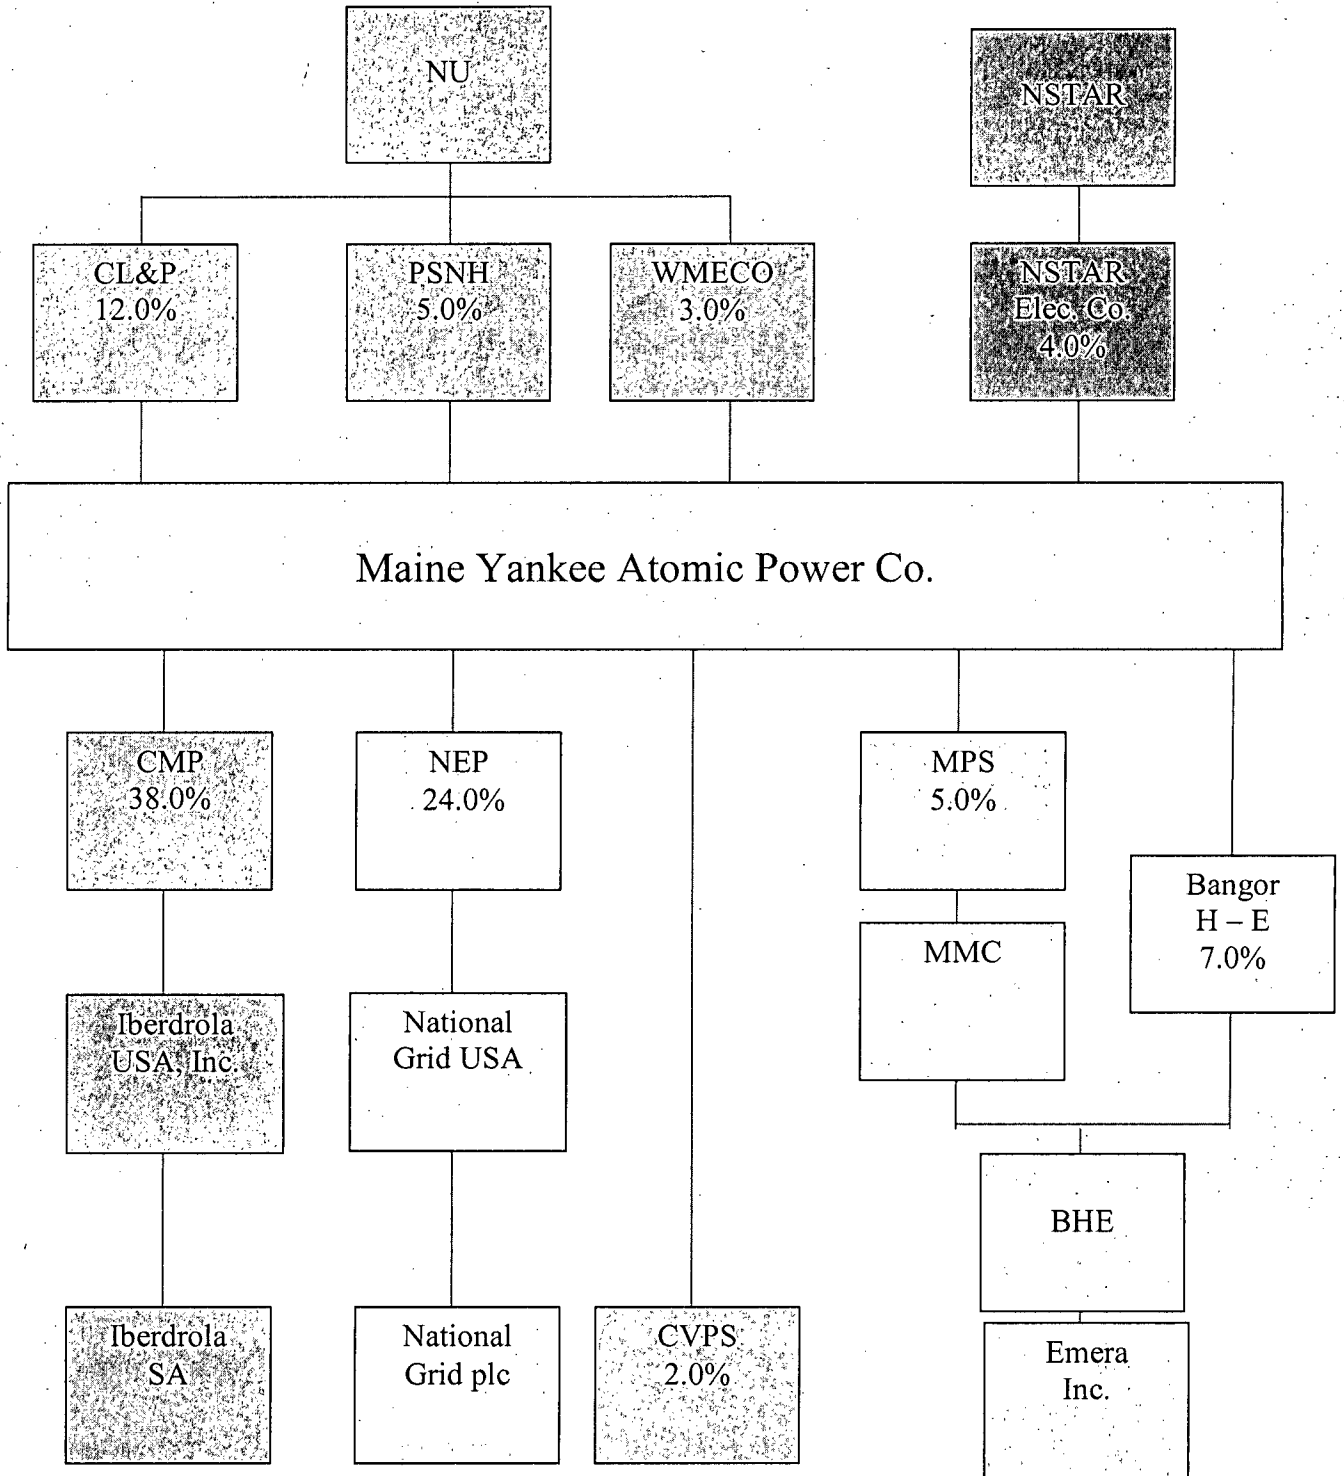 NU
NSTAR
CL&P
12.0%
PSNH
5.0%
WMECO
3.0%
NSTAR
Elec. Co.
4.0%
Maine Yankee Atomic Power Co.
CMP
38.0%
NEP
24.0%
MPS
5.0%
Bangor
H – E
7.0%
MMC
Iberdrola
USA, Inc.
National
Grid USA
BHE
Iberdrola
SA
National
Grid plc
CVPS
2.0%
Emera
Inc.